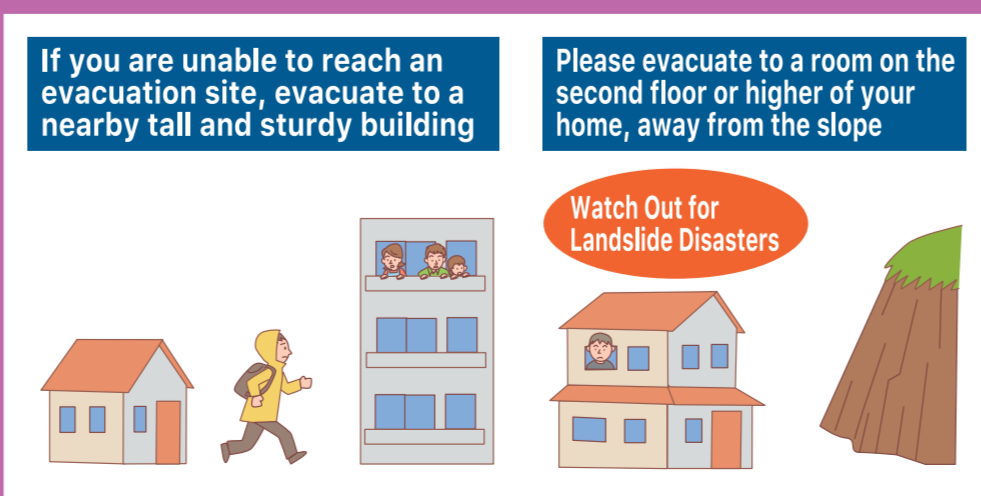 If you are unable to reach an
evacuation site, evacuate to a
nearby tall and sturdy building
Please evacuate to a room on the
second floor or higher of your
home, away from the slope
Watch Out for
Landslide Disasters